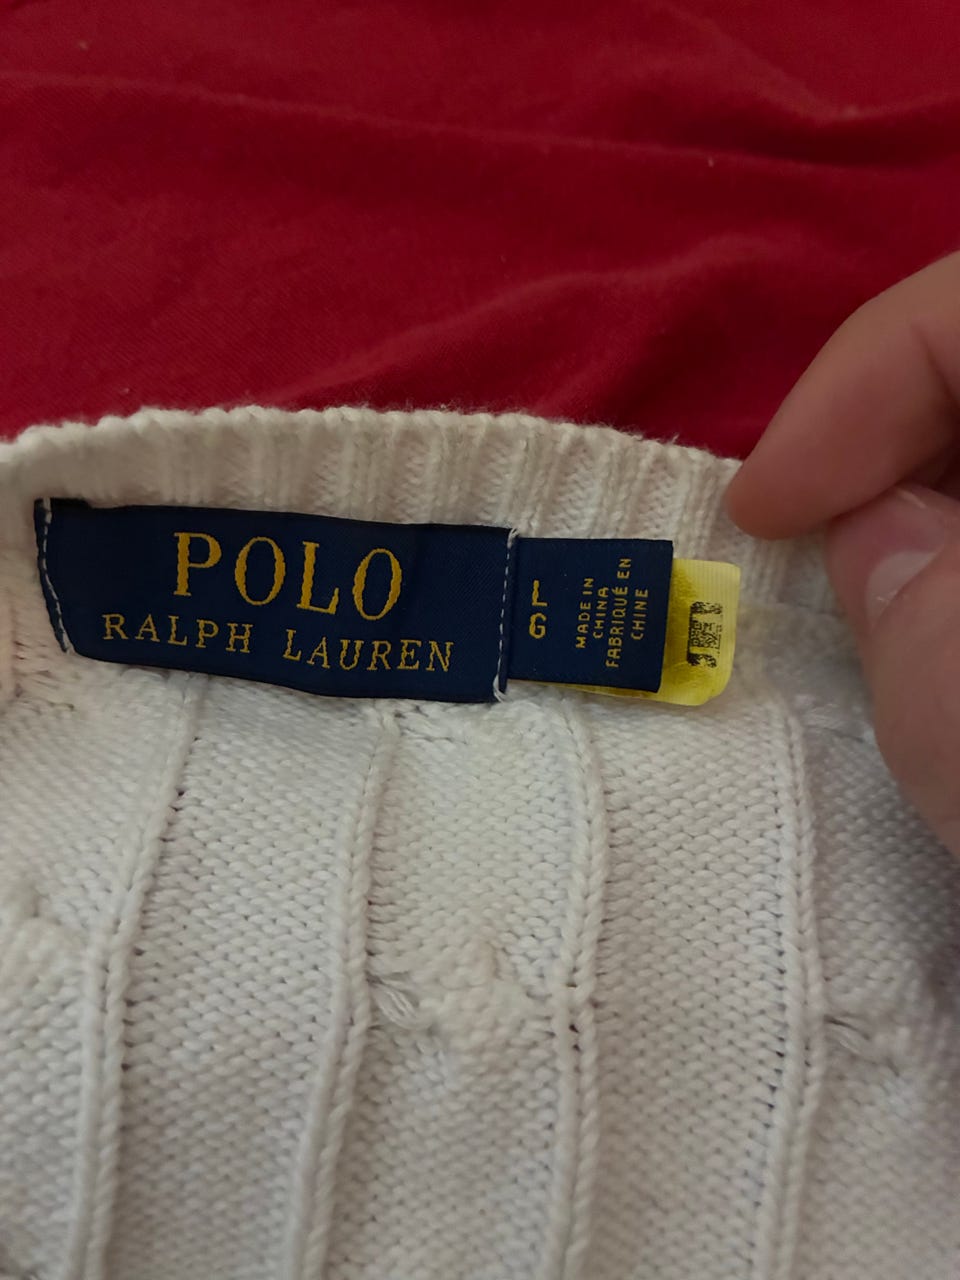 POLO
RALPH LAUREN
L
G
MADE IN
CHINA
FABRIQUÉ EN
CHINE